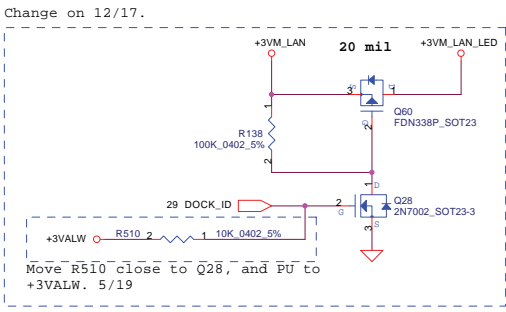 Change on 12/17.
+3VM_LAN
20 mil
+3VM_LAN_LED
3
S
D
1
Q60
FDN338P_SOT23
G
2
1
R138
100K_0402_5%
2
1
D
Q28
2N7002_SOT23-3
29 DOCK_ID
2
G
S
3
+3VALW
R510
2
1
10K_0402_5%
Move R510 close to Q28, and PU to
+3VALW. 5/19